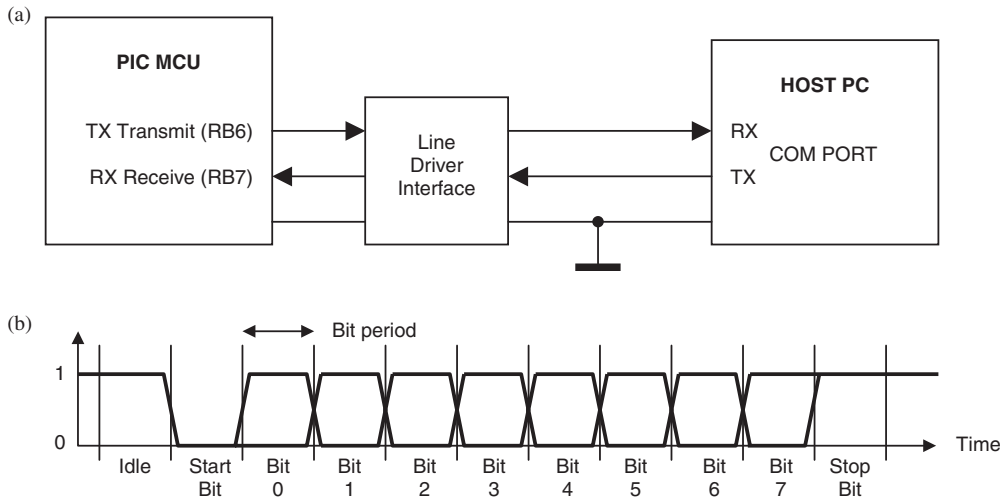 (a)
PIC MCU
TX Transmit (RB6)
RX Receive (RB7)
Line
Driver
Interface
HOST PC
RX
COM PORT
TX
(b)
Bit period
1
0
Time
Idle
Start
Bit
Bit
0
Bit
1
Bit
2
Bit
3
Bit
4
Bit
5
Bit
6
Bit
7
Stop
Bit